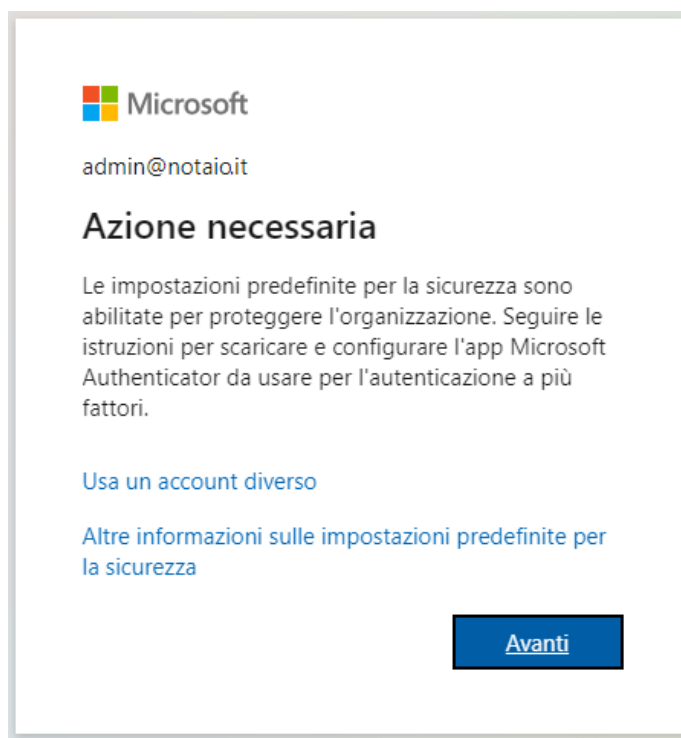 Microsoft
admin@notaio.it
Azione necessaria
Le impostazioni predefinite per la sicurezza sono
abilitate per proteggere l'organizzazione. Seguire le
istruzioni per scaricare e configurare l'app Microsoft
Authenticator da usare per l'autenticazione a più
fattori.
Usa un account diverso
Altre informazioni sulle impostazioni predefinite per
la sicurezza
Avanti